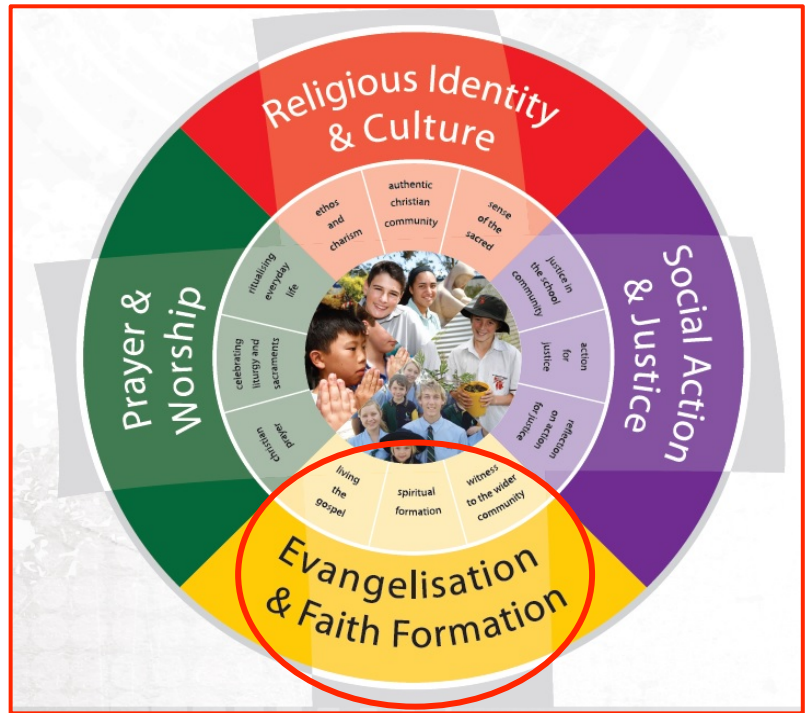 Religious Identity
& Culture
ethos
and
charism
authentic
christian
community
sense
of the
sacred
Social Action
& Justice
justice in
the school
community
action
for
justice
reflection
on action
for justice
Evangelisation
& Faith Formation
witness
to the wider
community
spiritual
formation
living
the
gospel
Prayer &
Worship
christian
prayer
celebrating
liturgy and
sacraments
ritualising
everyday
life